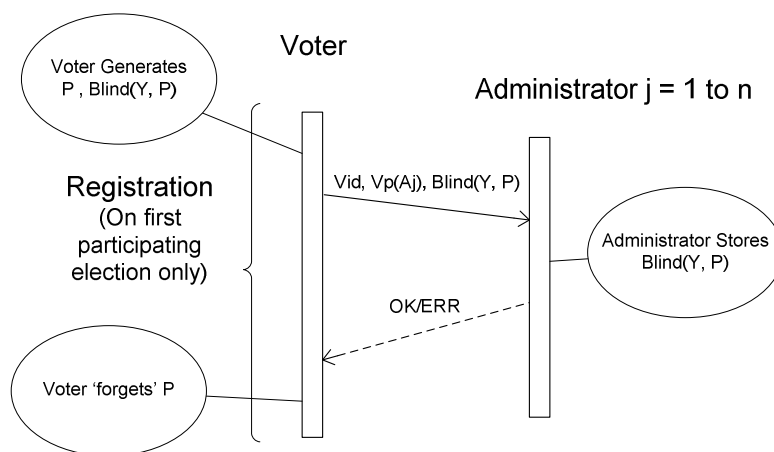 Voter
Voter Generates
P , Blind(Y, P)
Administrator j = 1 to n
Vid, Vp(Aj), Blind(Y, P)
Registration
(On first
participating
election only)
Administrator Stores
Blind(Y, P)
OK/ERR
Voter ‘forgets’ P